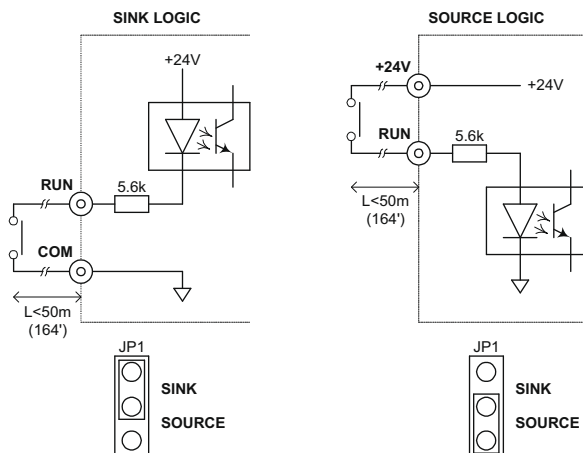 SINK LOGIC
+24V
RUN
5.6k
COM
L<50m
(164')
JP1
SINK
SOURCE
SOURCE LOGIC
+24V
+24V
RUN
5.6k
L<50m
(164')
JP1
SINK
SOURCE